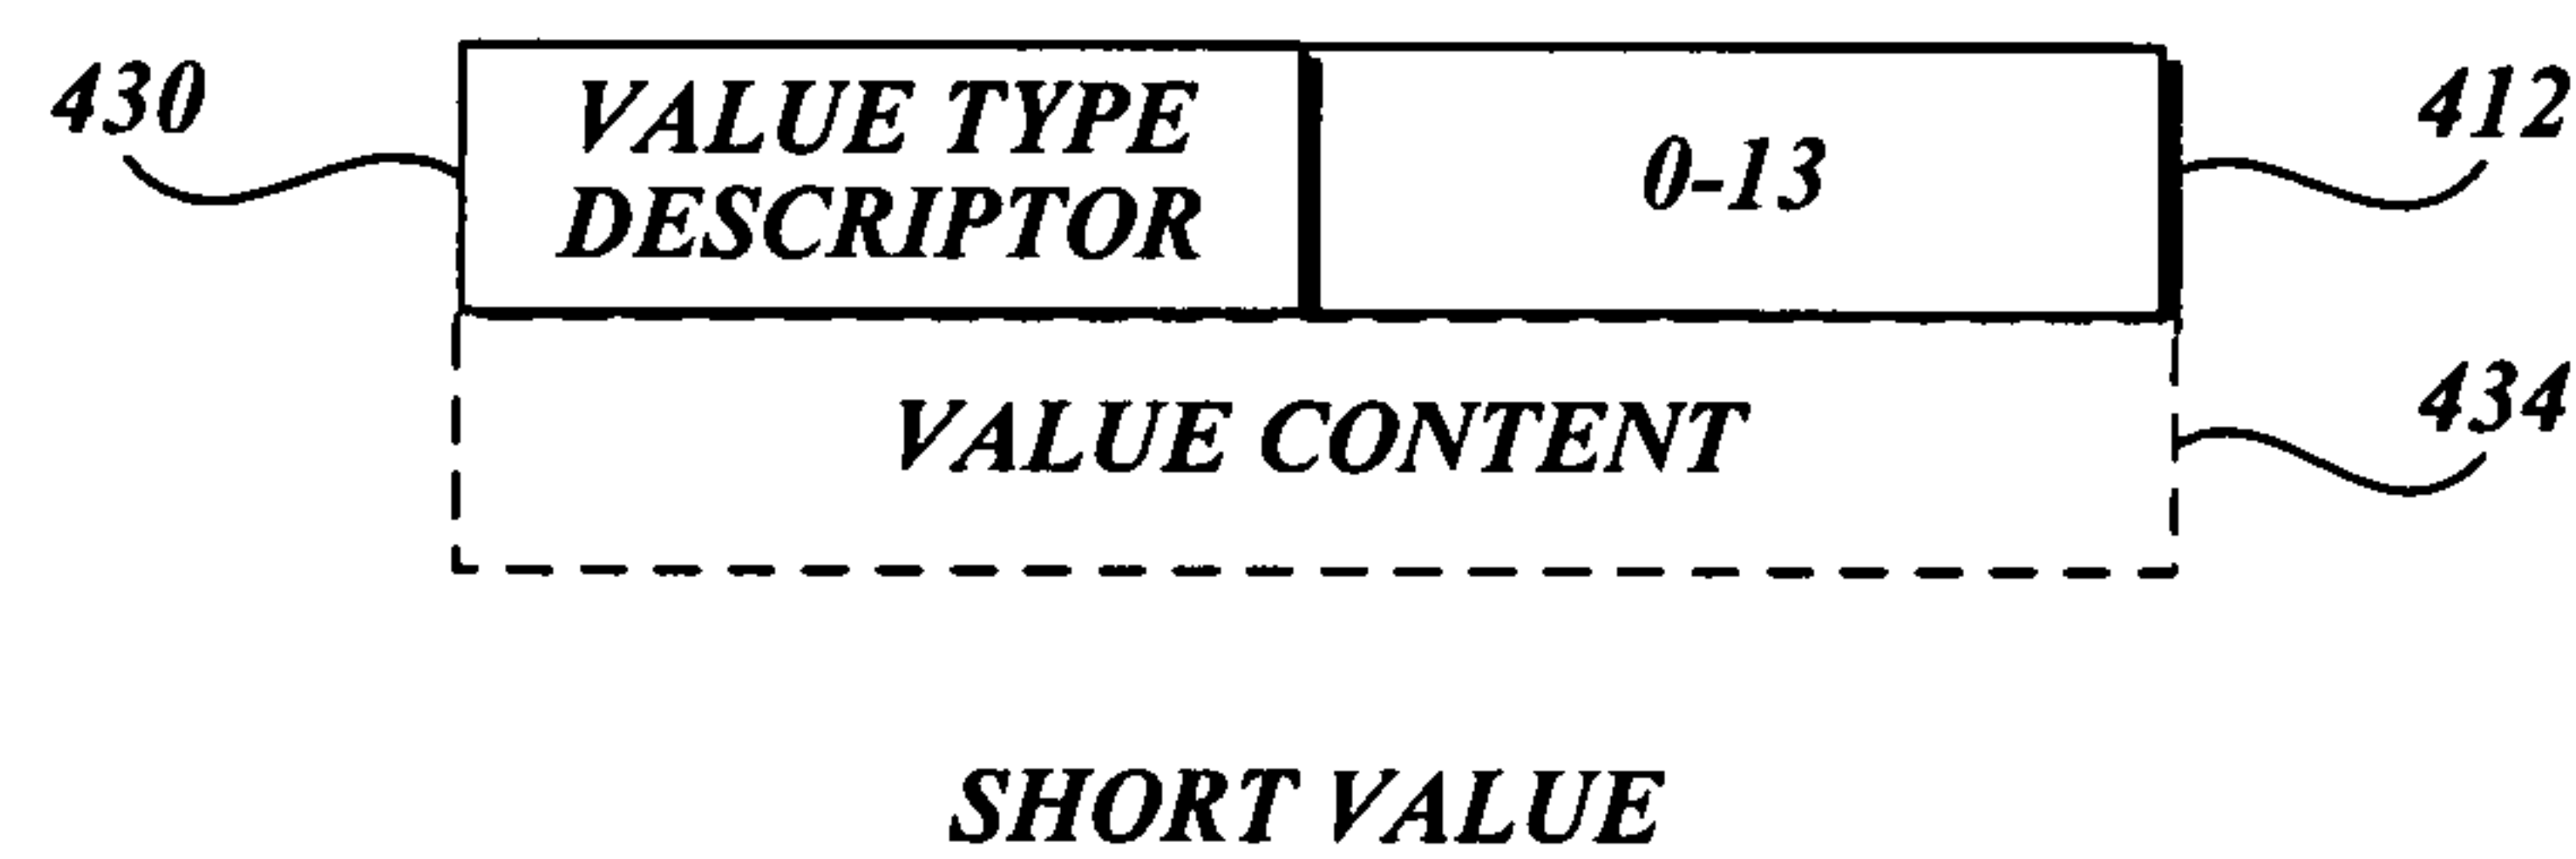 430
VALUE TYPE
DESCRIPTOR
0-13
412
VALUE CONTENT
434
SHORT VALUE